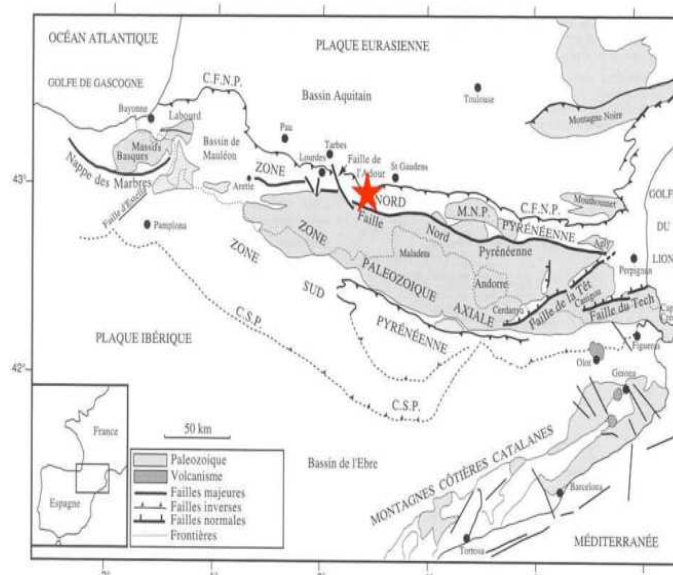 OCÉAN ATLANTIQUE
PLAQUE EURASIENNE
GOLFE DE GASCOGNE
C.F.N.P.
Bassin Aquitain
Toulouse
Bayonne
Labourd
Montagne Noire
Massifs
Basques
Bassin de
Mauléon
Pau
Tarbes
Lourdes
Faille de
l'Adour
St Gaudens
43°
Nappe des Marbres
Arette
ZONE
NORD
PYRÉNÉENNE
M.N.P.
C.F.N.P.
Mouthoumet
GOLFE
DU
LION
Faille
Nord
Pyrénéenne
Agly
Pamplona
ZONE
ZONE
PALEOZOIQUE
AXIALE
Maladeta
Andorre
Perpignan
Cerdanya
Faille de la Têt
Canigou
Faille du Tech
SUD
PYRÉNÉENNE
C.S.P.
PLAQUE IBÉRIQUE
42°
Figueras
Olot
Gerona
C.S.P.
France
Espagne
50 km
Paleozoïque
Volcanisme
Failles majeures
Failles inverses
Failles normales
Frontières
Bassin de l'Ebre
MONTAGNES CÔTIÈRES CATALANES
Barcelona
Tortosa
MÉDITERRANÉE